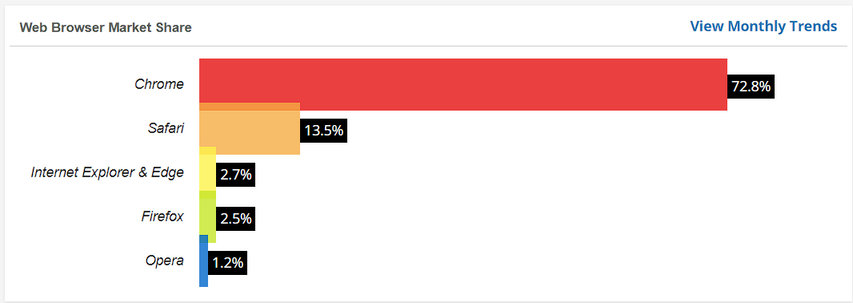 Web Browser Market Share
View Monthly Trends
Chrome
72.8%
Safari
13.5%
Internet Explorer & Edge
2.7%
Firefox
2.5%
Opera
1.2%